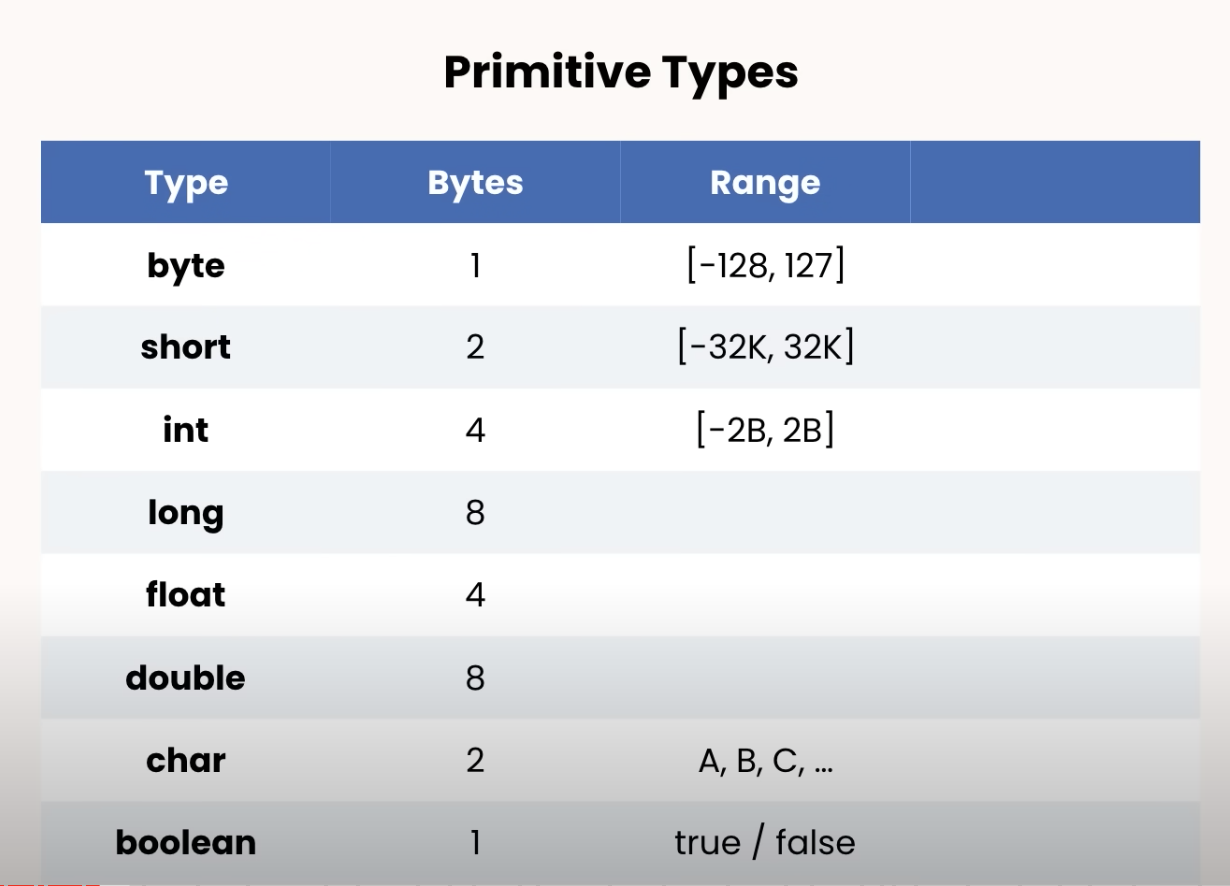 Primitive Types
Type Bytes Range
byte 1 [-128, 127]
short 2 [-32K, 32K]
int 4 [-2B, 2B]
long 8
float 4
double 8
char 2 A, B, C, ...
boolean 1 true / false